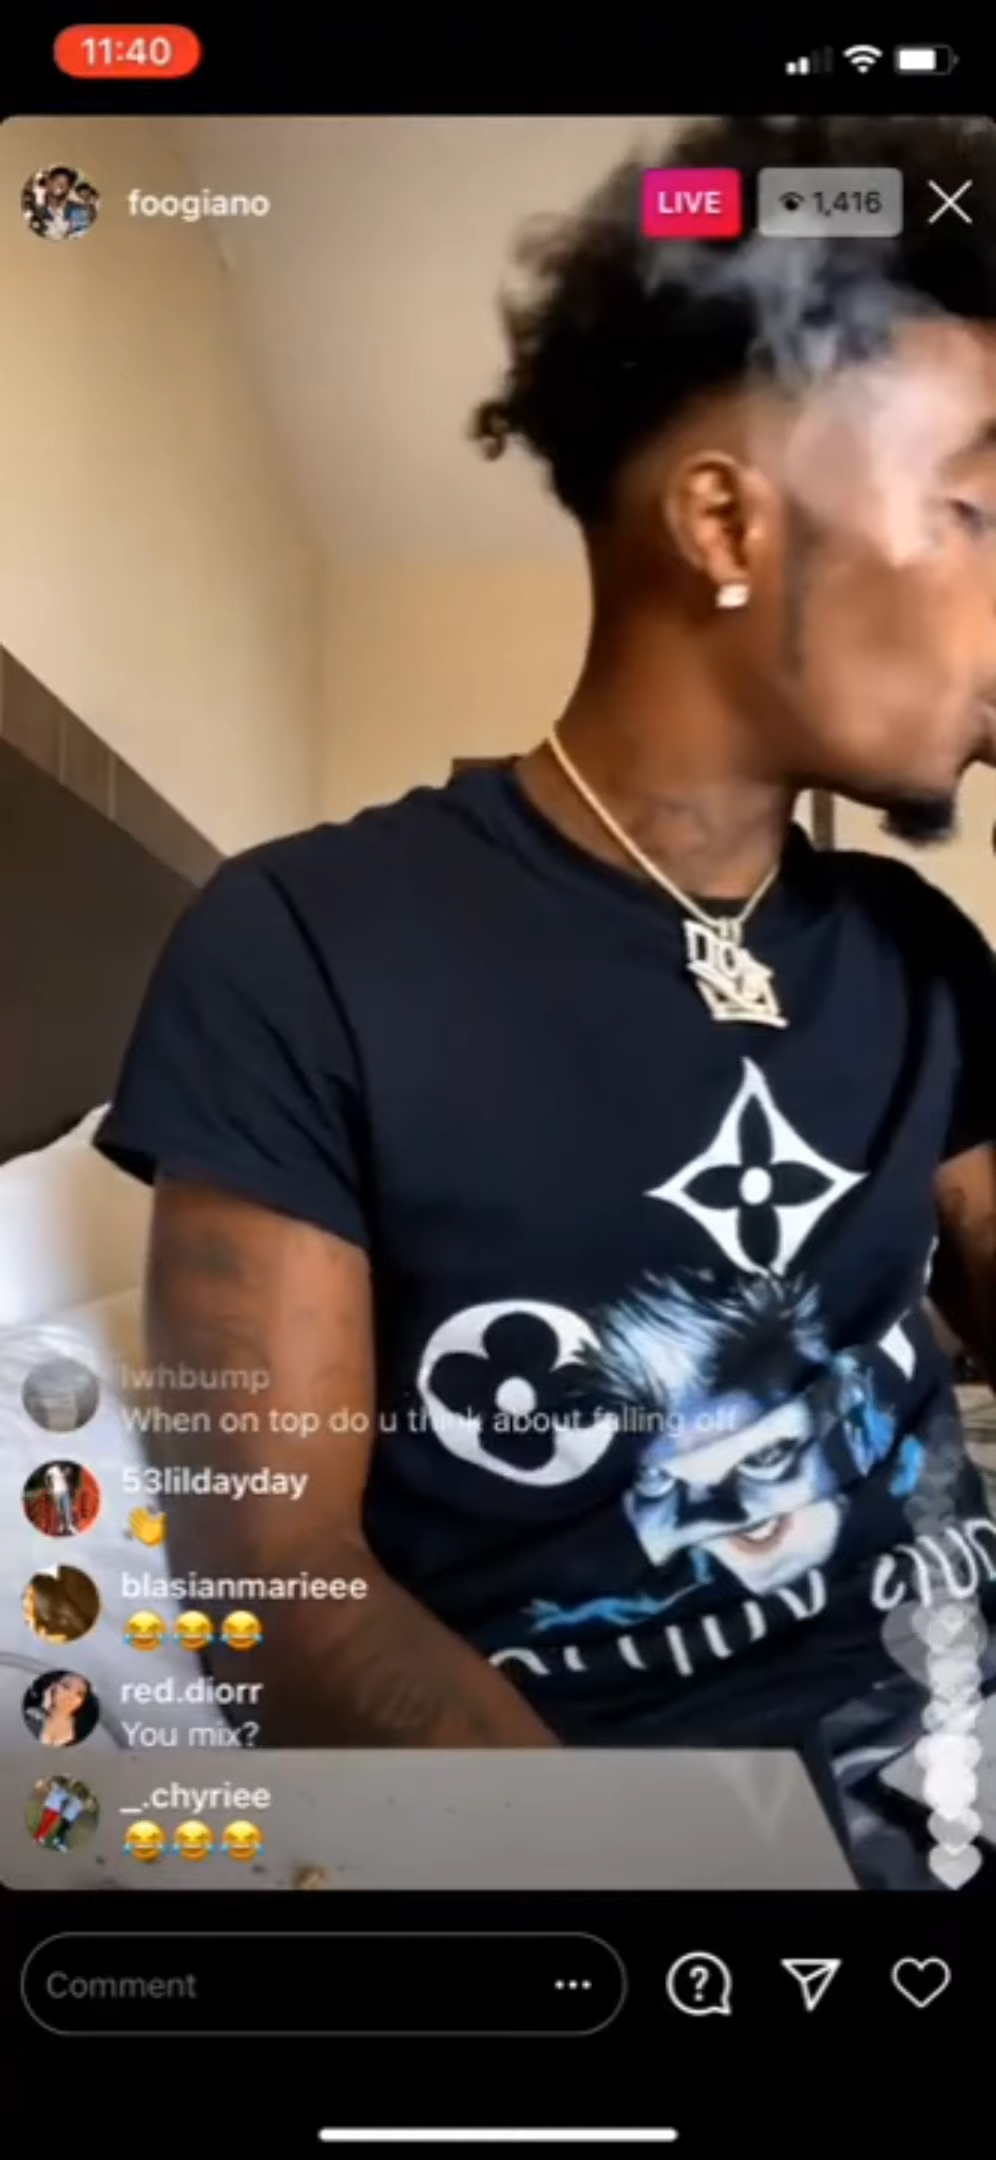 11:40
foogiano
LIVE
1,416
lwhbump
When on top do u think about falling off
53lildayday
👏
blasianmarieee
😂😂😂
red.diorr
You mix?
_.chyriee
😂😂😂
Comment